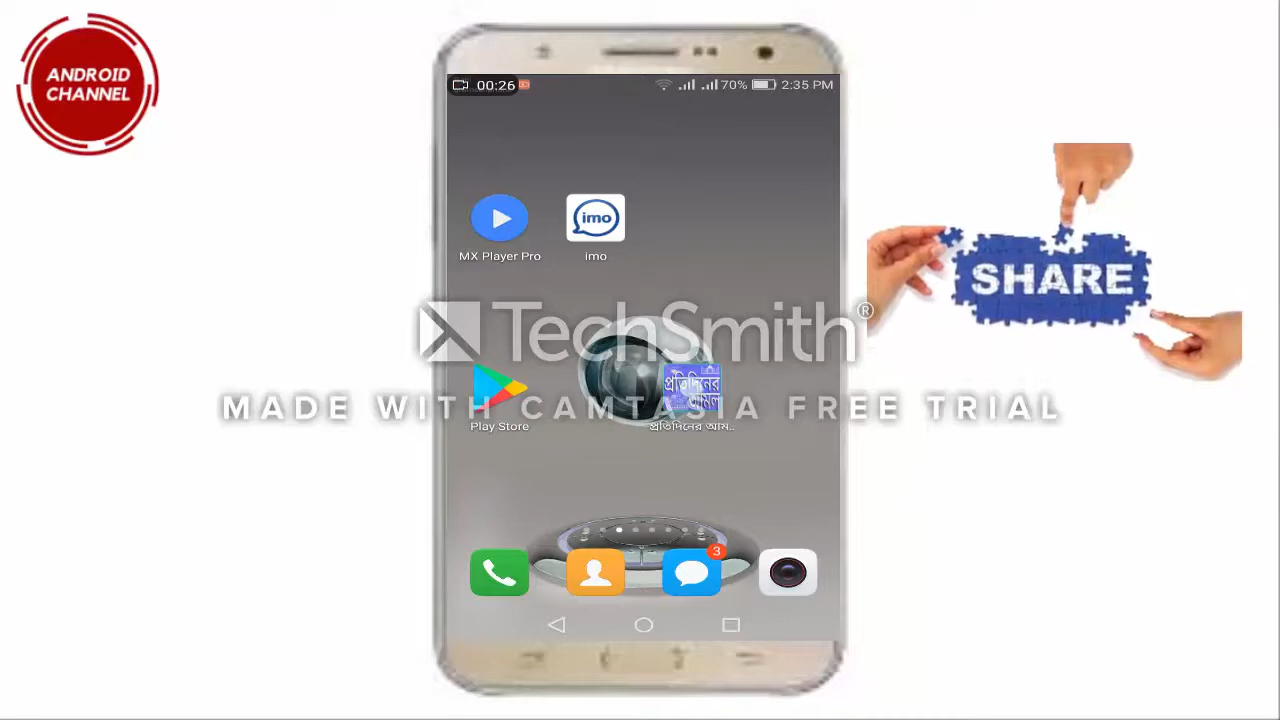 ANDROID
CHANNEL
00:26
70%
2:35 PM
SHARE
imo
MX Player Pro
imo
TechSmith®
প্রতিদিনের
আমল
MADE WITH CAMTASIA FREE TRIAL
Play Store
প্রতিদিনের আম..
3